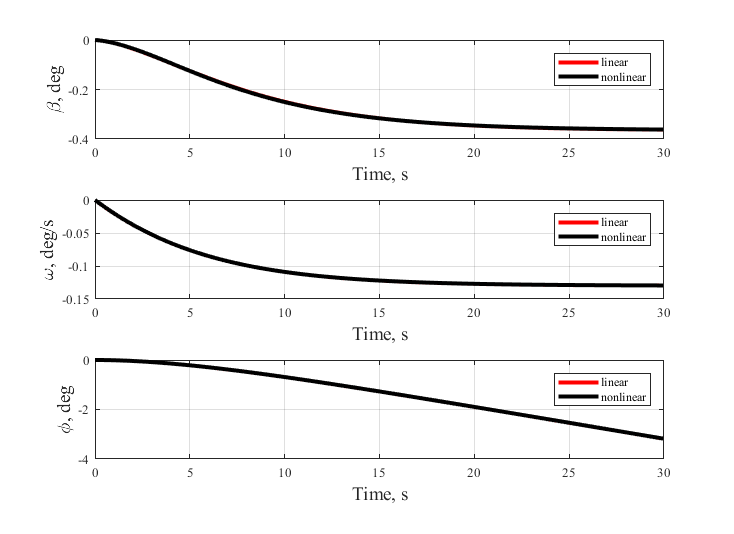 0
-0.2
-0.4
β, deg
linear
nonlinear
0 5 10 15 20 25 30
Time, s
0
-0.05
-0.1
-0.15
ω, deg/s
linear
nonlinear
0 5 10 15 20 25 30
Time, s
0
-2
-4
ϕ, deg
linear
nonlinear
0 5 10 15 20 25 30
Time, s